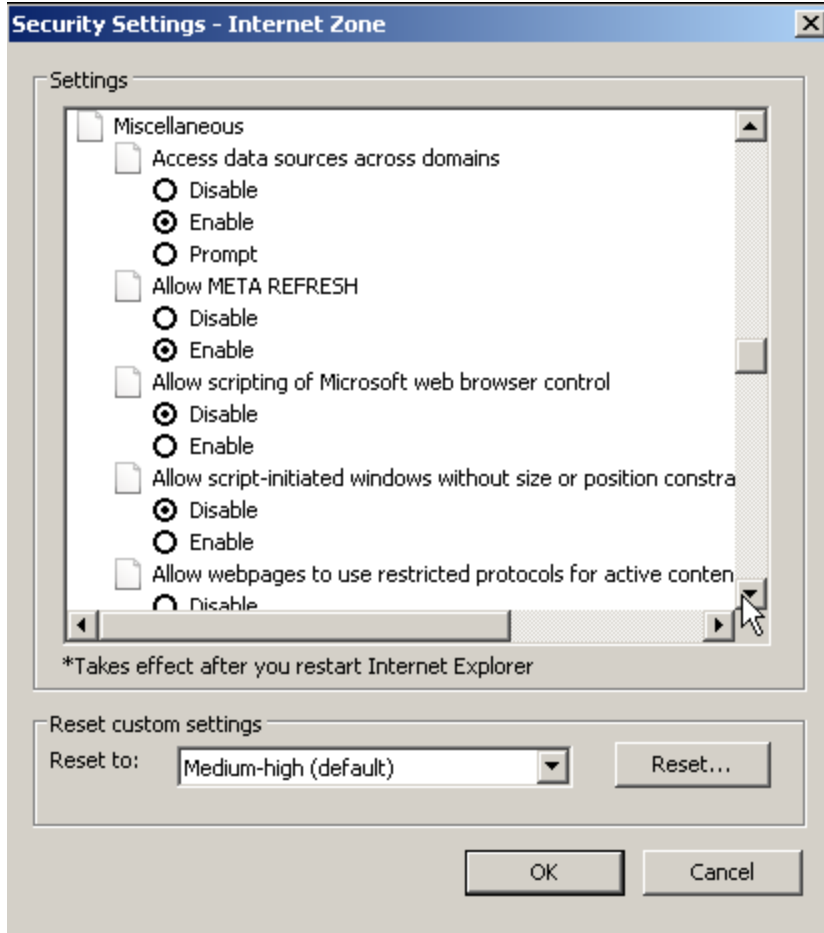 Security Settings - Internet Zone
Settings
Miscellaneous
Access data sources across domains
Disable
Enable
Prompt
Allow META REFRESH
Disable
Enable
Allow scripting of Microsoft web browser control
Disable
Enable
Allow script-initiated windows without size or position constra
Disable
Enable
Allow webpages to use restricted protocols for active conten
Disable
*Takes effect after you restart Internet Explorer
Reset custom settings
Reset to:
Medium-high (default)
Reset...
OK
Cancel